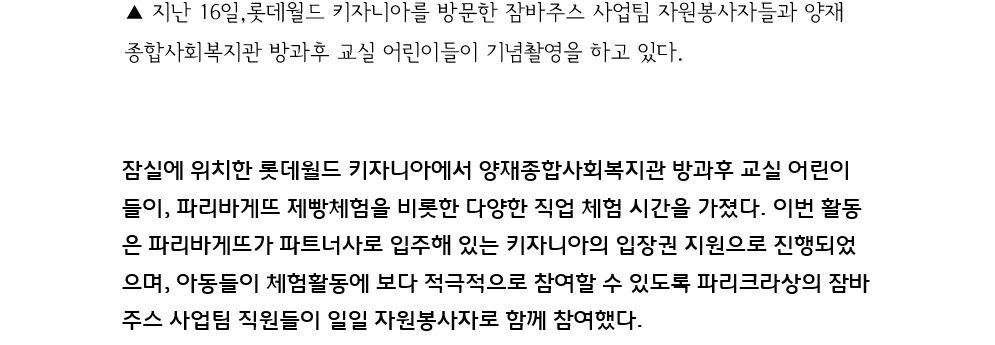 ▲ 지난 16일,롯데월드 키자니아를 방문한 잠바주스 사업팀 자원봉사자들과 양재
종합사회복지관 방과후 교실 어린이들이 기념촬영을 하고 있다.
잠실에 위치한 롯데월드 키자니아에서 양재종합사회복지관 방과후 교실 어린이
들이, 파리바게뜨 제빵체험을 비롯한 다양한 직업 체험 시간을 가졌다. 이번 활동
은 파리바게뜨가 파트너사로 입주해 있는 키자니아의 입장권 지원으로 진행되었
으며, 아동들이 체험활동에 보다 적극적으로 참여할 수 있도록 파리크라상의 잠바
주스 사업팀 직원들이 일일 자원봉사자로 함께 참여했다.